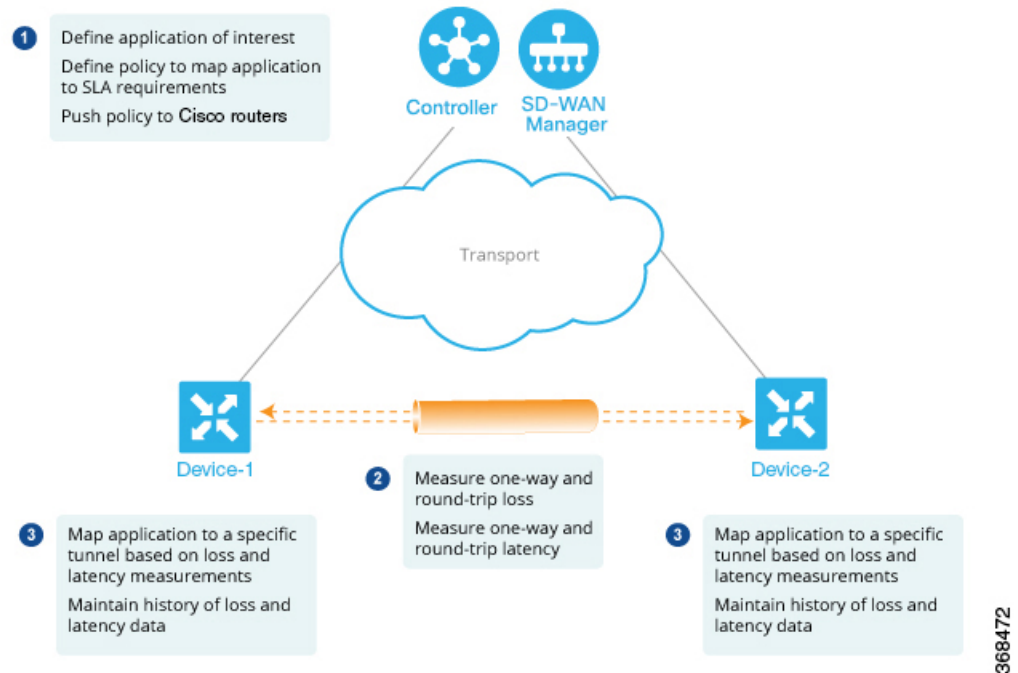 1
Define application of interest
Define policy to map application
to SLA requirements
Push policy to Cisco routers
Controller
SD-WAN
Manager
Transport
Device-1
Device-2
2
Measure one-way and
round-trip loss
Measure one-way and
round-trip latency
3
Map application to a specific
tunnel based on loss and
latency measurements
Maintain history of loss and
latency data
3
Map application to a specific
tunnel based on loss and
latency measurements
Maintain history of loss and
latency data
368472